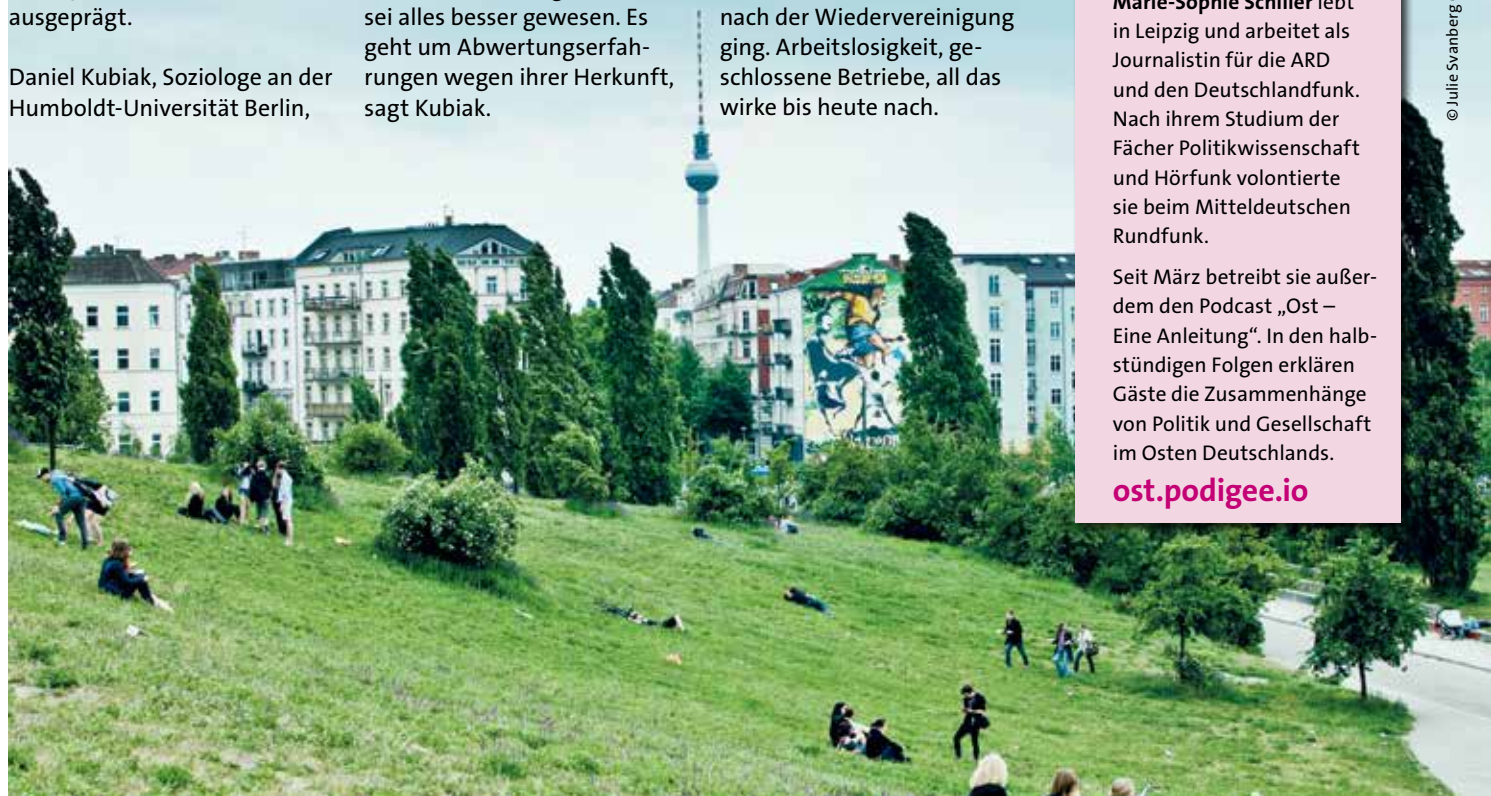 ausgeprägt.
Daniel Kubiak, Soziologe an der
Humboldt-Universität Berlin,
sei alles besser gewesen. Es
geht um Abwertungserfah-
rungen wegen ihrer Herkunft,
sagt Kubiak.
nach der Wiedervereinigung
ging. Arbeitslosigkeit, ge-
schlossene Betriebe, all das
wirke bis heute nach.
Marie-Sophie Schiller lebt
in Leipzig und arbeitet als
Journalistin für die ARD
und den Deutschlandfunk.
Nach ihrem Studium der
Fächer Politikwissenschaft
und Hörfunk volontierte
sie beim Mitteldeutschen
Rundfunk.
Seit März betreibt sie außer-
dem den Podcast „Ost –
Eine Anleitung“. In den halb-
stündigen Folgen erklären
Gäste die Zusammenhänge
von Politik und Gesellschaft
im Osten Deutschlands.
ost.podigee.io
© Julie Svanberg